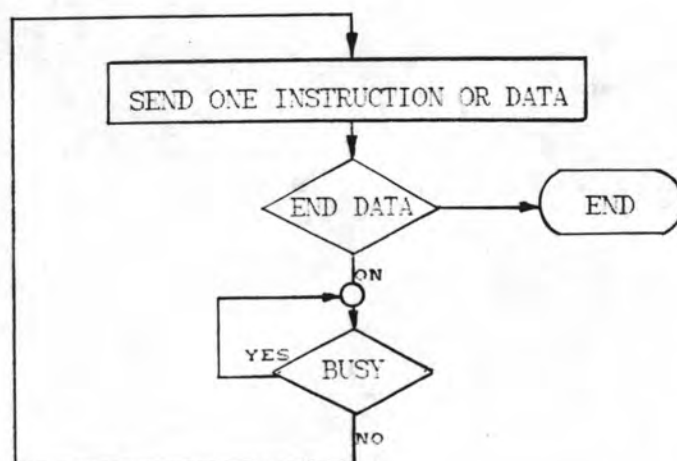 SEND ONE INSTRUCTION OR DATA
END DATA
END
ON
YES
BUSY
NO